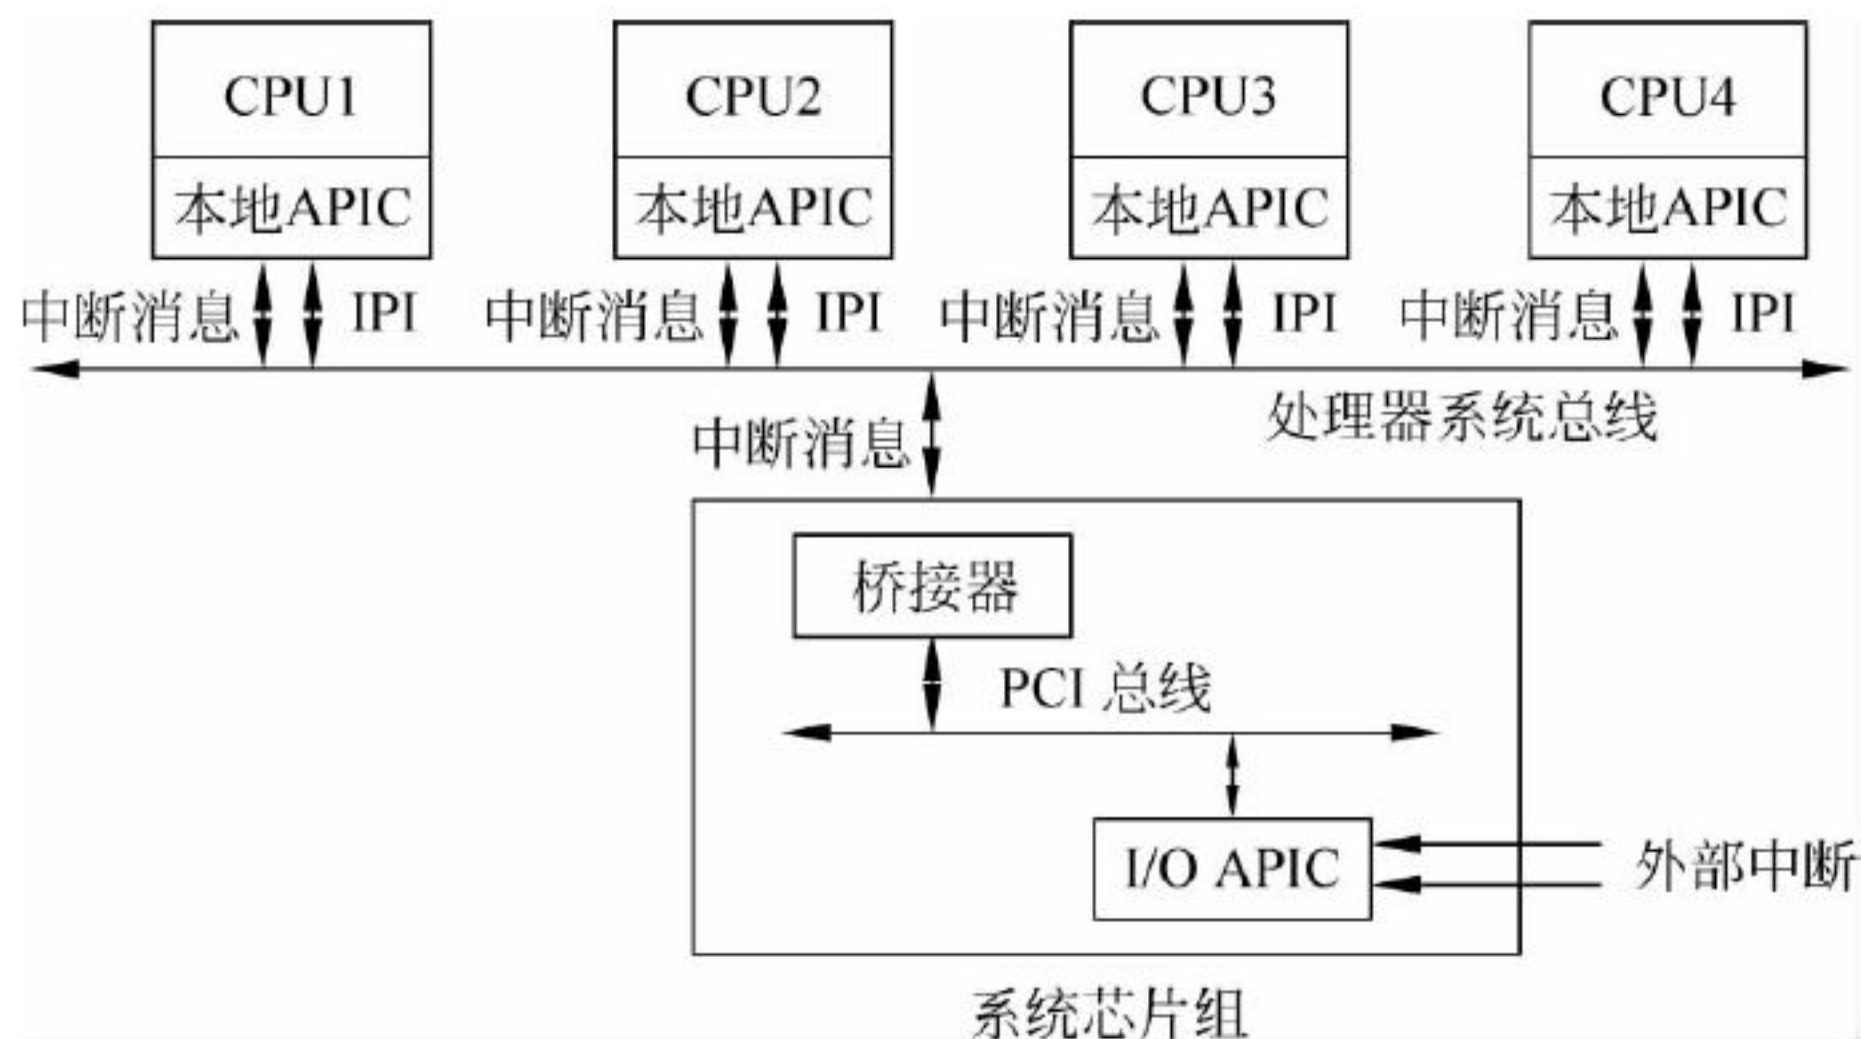 CPU1
CPU2
CPU3
CPU4
本地APIC
本地APIC
本地APIC
本地APIC
中断消息
IPI
中断消息
IPI
中断消息
IPI
中断消息
IPI
处理器系统总线
中断消息
桥接器
PCI 总线
I/O APIC
外部中断
系统芯片组